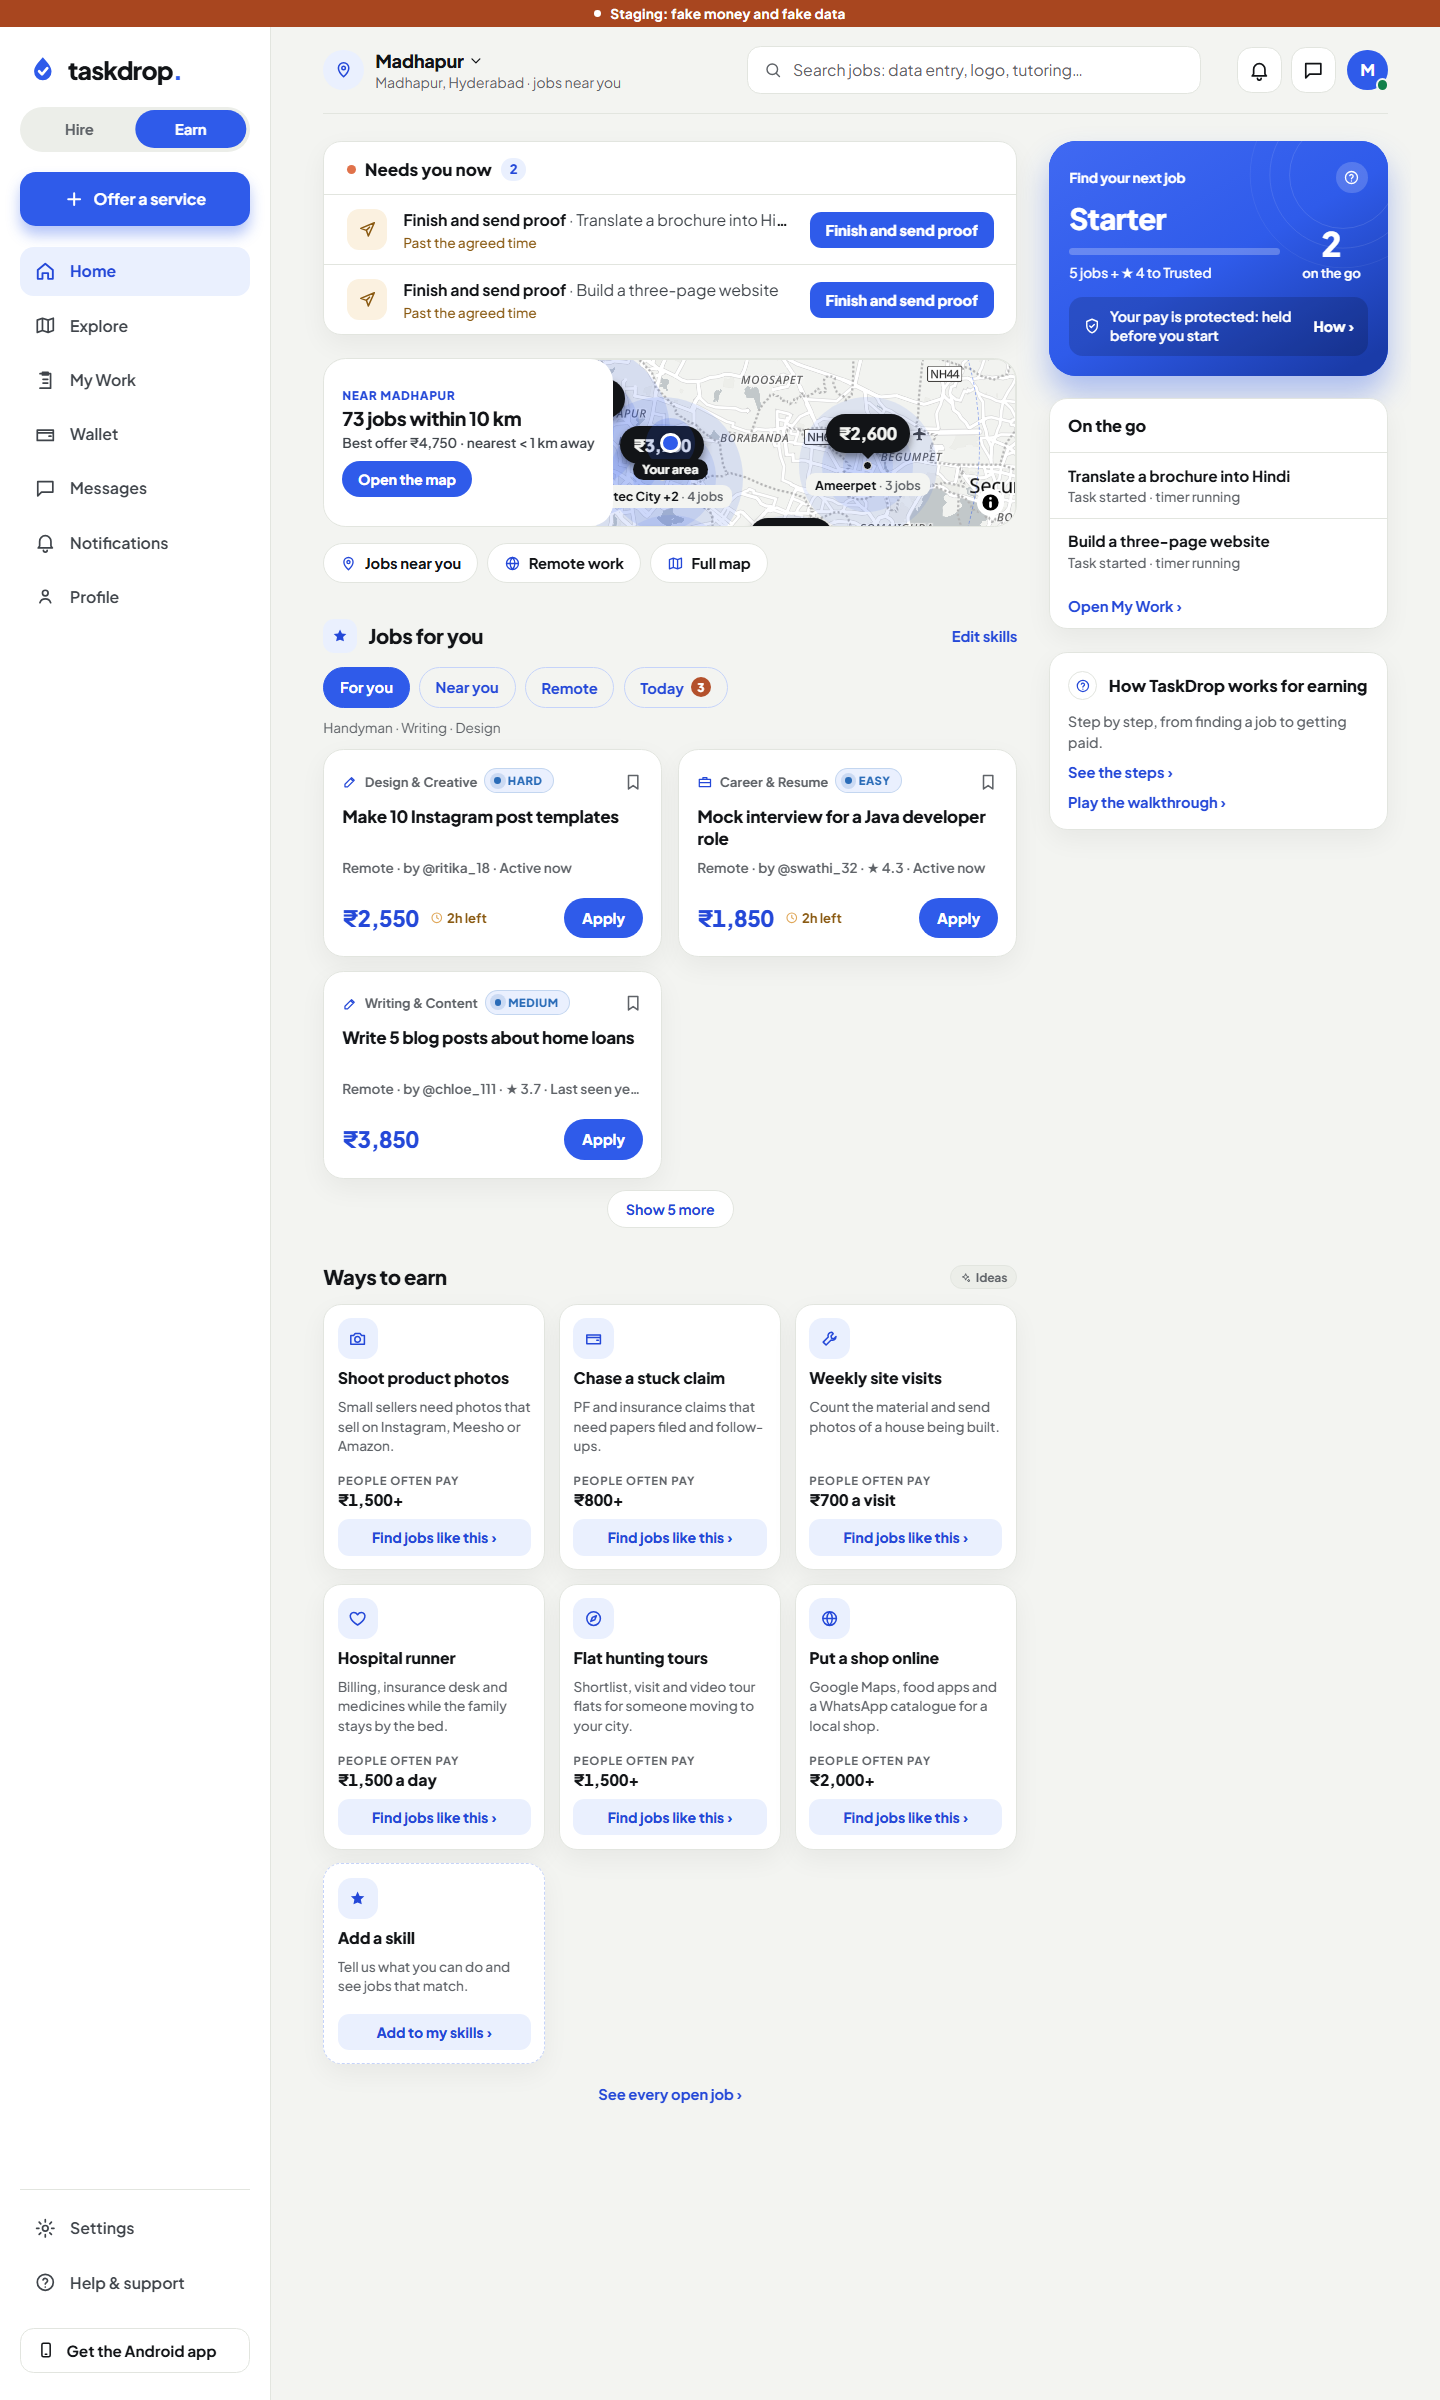 Staging: fake money and fake data
taskdrop.
Hire
Earn
Offer a service
Home
Explore
My Work
Wallet
Messages
Notifications
Profile
Settings
Help & support
Get the Android app
Madhapur
Madhapur, Hyderabad · jobs near you
Search jobs: data entry, logo, tutoring...
M
Needs you now 2
Finish and send proof · Translate a brochure into Hi...
Past the agreed time
Finish and send proof
Finish and send proof · Build a three-page website
Past the agreed time
Finish and send proof
NEAR MADHAPUR
73 jobs within 10 km
Best offer ₹4,750 · nearest < 1 km away
Open the map
MOOSAPET
NH44
APUR
BORABANDA
₹2,600
BEGUMPET
Your area
tec City +2 · 4 jobs
Ameerpet · 3 jobs
Secur
BO
Jobs near you
Remote work
Full map
Jobs for you
Edit skills
For you
Near you
Remote
Today 3
Handyman · Writing · Design
Design & Creative HARD
Make 10 Instagram post templates
Remote · by @ritika_18 · Active now
₹2,550 2h left Apply
Career & Resume EASY
Mock interview for a Java developer
role
Remote · by @swathi_32 · ★ 4.3 · Active now
₹1,850 2h left Apply
Writing & Content MEDIUM
Write 5 blog posts about home loans
Remote · by @chloe_111 · ★ 3.7 · Last seen ye...
₹3,850 Apply
Show 5 more
Ways to earn
Ideas
Shoot product photos
Small sellers need photos that
sell on Instagram, Meesho or
Amazon.
PEOPLE OFTEN PAY
₹1,500+
Find jobs like this ›
Chase a stuck claim
PF and insurance claims that
need papers filed and follow-
ups.
PEOPLE OFTEN PAY
₹800+
Find jobs like this ›
Weekly site visits
Count the material and send
photos of a house being built.
PEOPLE OFTEN PAY
₹700 a visit
Find jobs like this ›
Hospital runner
Billing, insurance desk and
medicines while the family
stays by the bed.
PEOPLE OFTEN PAY
₹1,500 a day
Find jobs like this ›
Flat hunting tours
Shortlist, visit and video tour
flats for someone moving to
your city.
PEOPLE OFTEN PAY
₹1,500+
Find jobs like this ›
Put a shop online
Google Maps, food apps and
a WhatsApp catalogue for a
local shop.
PEOPLE OFTEN PAY
₹2,000+
Find jobs like this ›
Add a skill
Tell us what you can do and
see jobs that match.
Add to my skills ›
See every open job ›
Find your next job
Starter
5 jobs + ★ 4 to Trusted
2
on the go
Your pay is protected: held
before you start
How ›
On the go
Translate a brochure into Hindi
Task started · timer running
Build a three-page website
Task started · timer running
Open My Work ›
How TaskDrop works for earning
Step by step, from finding a job to getting
paid.
See the steps ›
Play the walkthrough ›